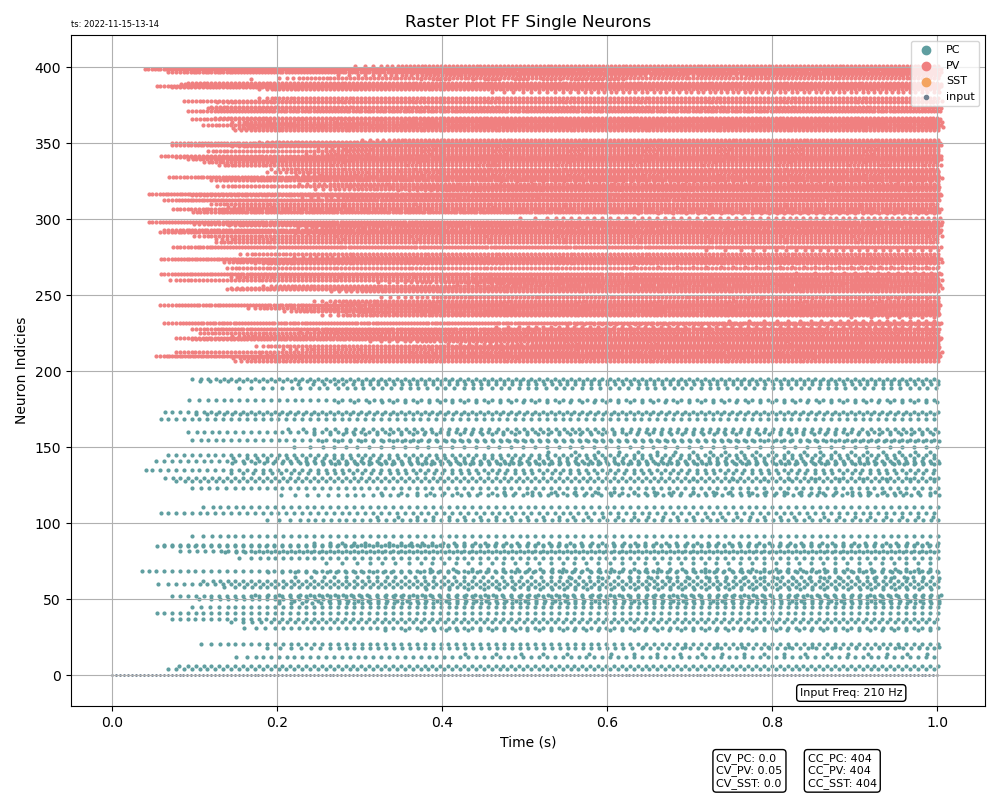 ts: 2022-11-15-13-14
Raster Plot FF Single Neurons
PC
PV
SST
input
400
350
300
250
200
150
100
50
0
Neuron Indicies
Input Freq: 210 Hz
0.0 0.2 0.4 0.6 0.8 1.0
Time (s)
CV_PC: 0.0
CV_PV: 0.05
CV_SST: 0.0
CC_PC: 404
CC_PV: 404
CC_SST: 404